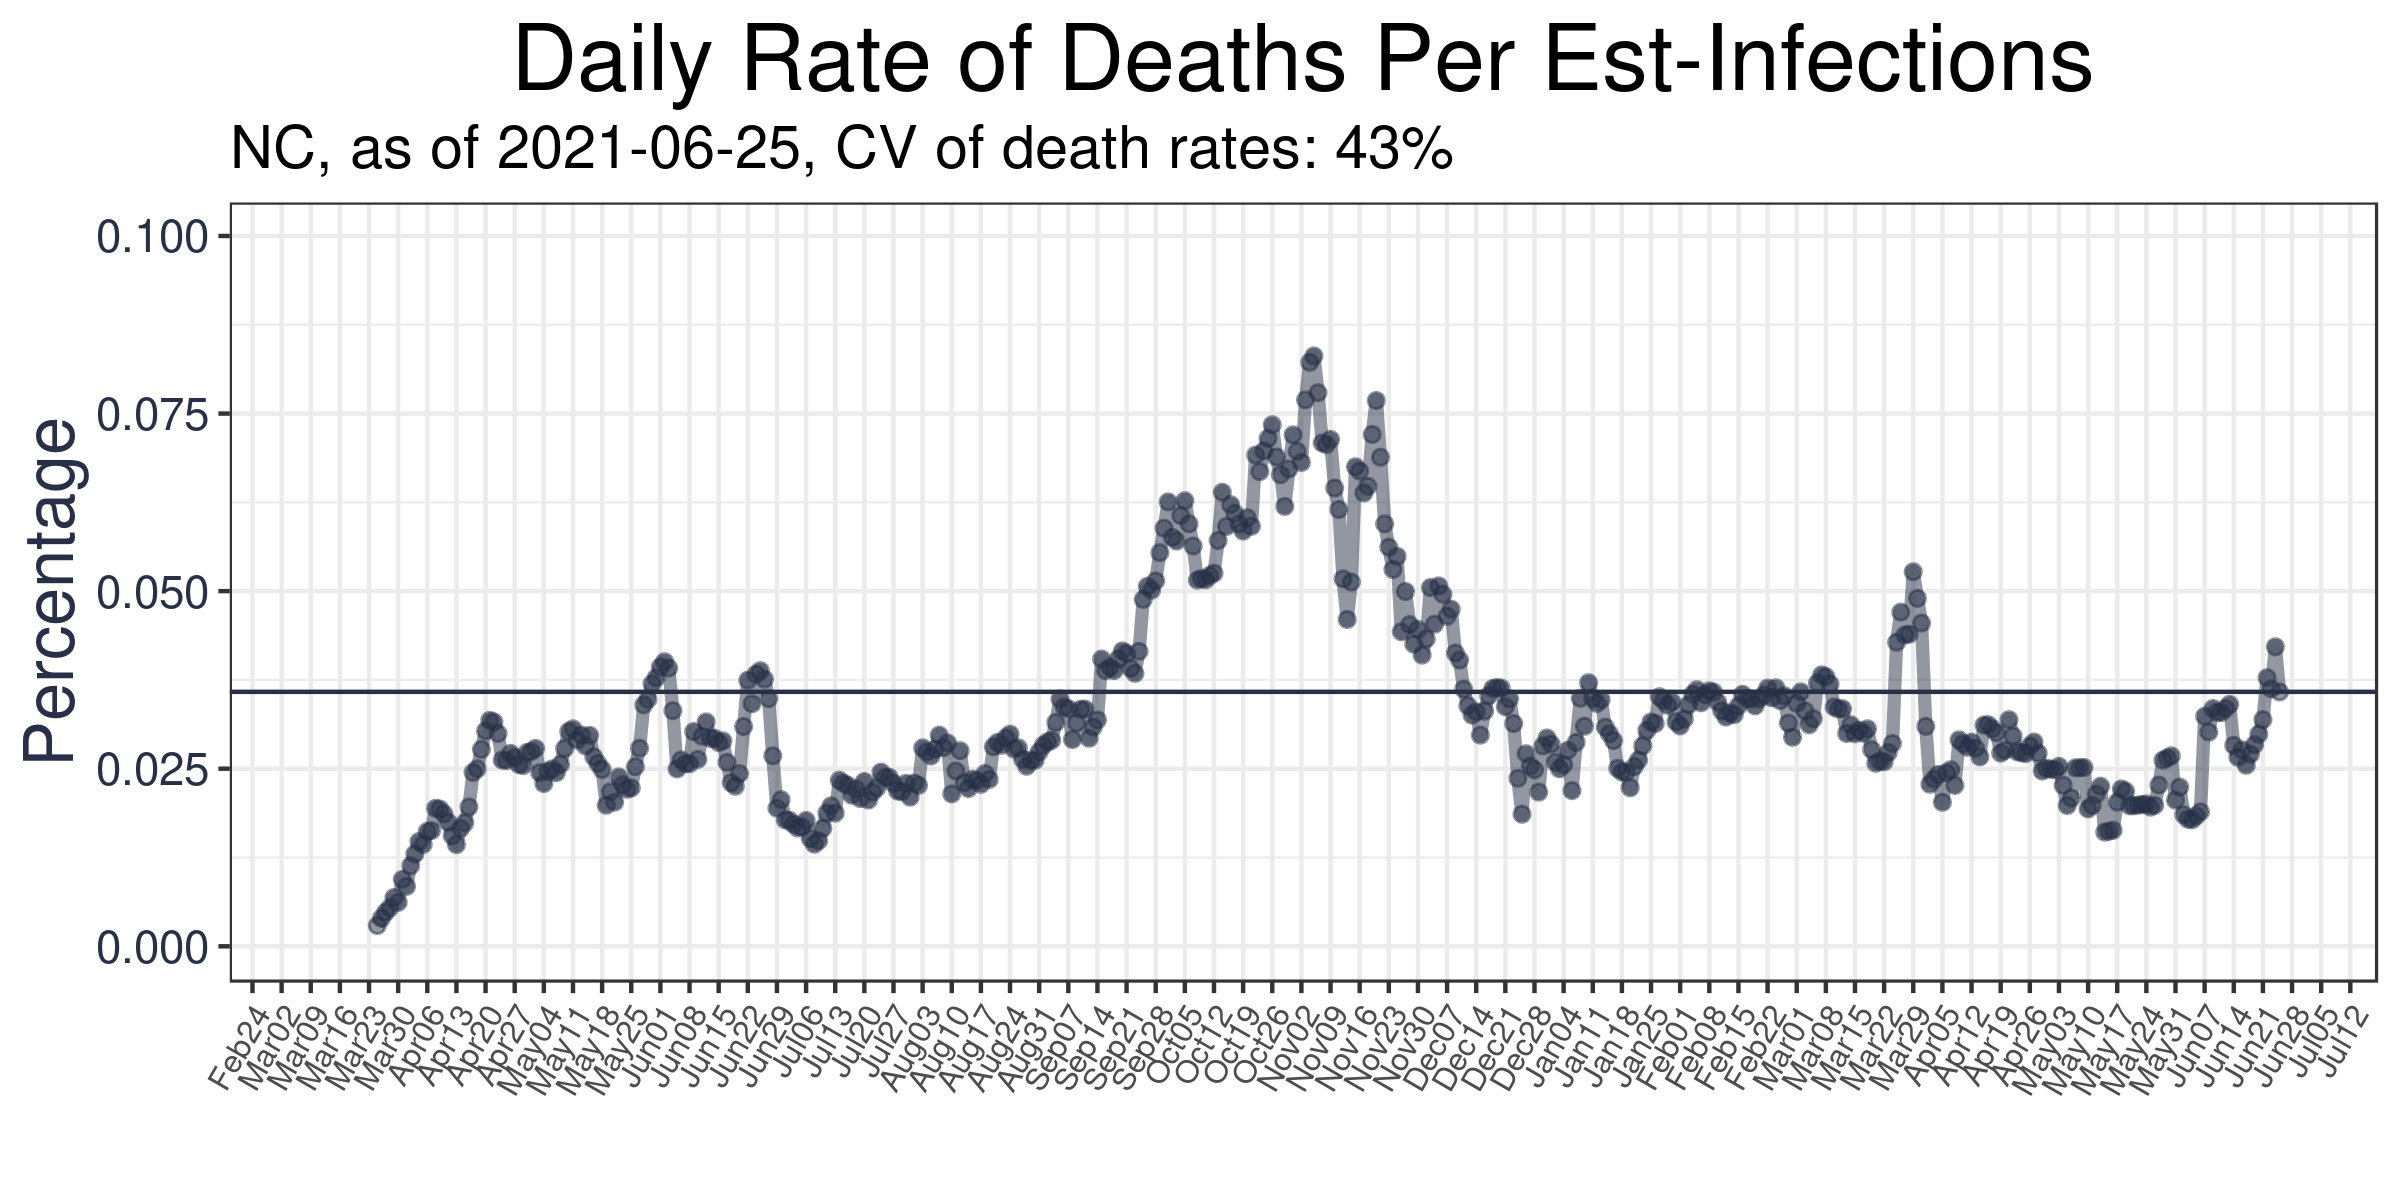 Daily Rate of Deaths Per Est-Infections
NC, as of 2021-06-25, CV of death rates: 43%
Percentage
0.100
0.075
0.050
0.025
0.000
Feb24
Mar02
Mar09
Mar16
Mar23
Mar30
Apr06
Apr13
Apr20
Apr27
May04
May11
May18
May25
Jun01
Jun08
Jun15
Jun22
Jun29
Jul06
Jul13
Jul20
Jul27
Aug03
Aug10
Aug17
Aug24
Aug31
Sep07
Sep14
Sep21
Sep28
Oct05
Oct12
Oct19
Oct26
Nov02
Nov09
Nov16
Nov23
Nov30
Dec07
Dec14
Dec21
Dec28
Jan04
Jan11
Jan18
Jan25
Feb01
Feb08
Feb15
Feb22
Mar01
Mar08
Mar15
Mar22
Mar29
Apr05
Apr12
Apr19
Apr26
May03
May10
May17
May24
May31
Jun07
Jun14
Jun21
Jun28
Jul05
Jul12